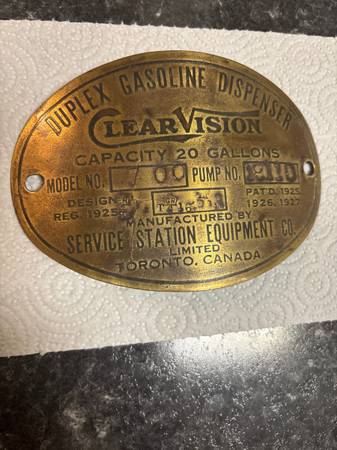 DUPLEX GASOLINE DISPENSER
CLEARVISION
CAPACITY 20 GALLONS
MODEL NO. 700 PUMP NO.
DESIGN PAT'D. 1925
REG. 1925 1926, 1927
MANUFACTURED BY
SERVICE STATION EQUIPMENT CO.
LIMITED
TORONTO, CANADA